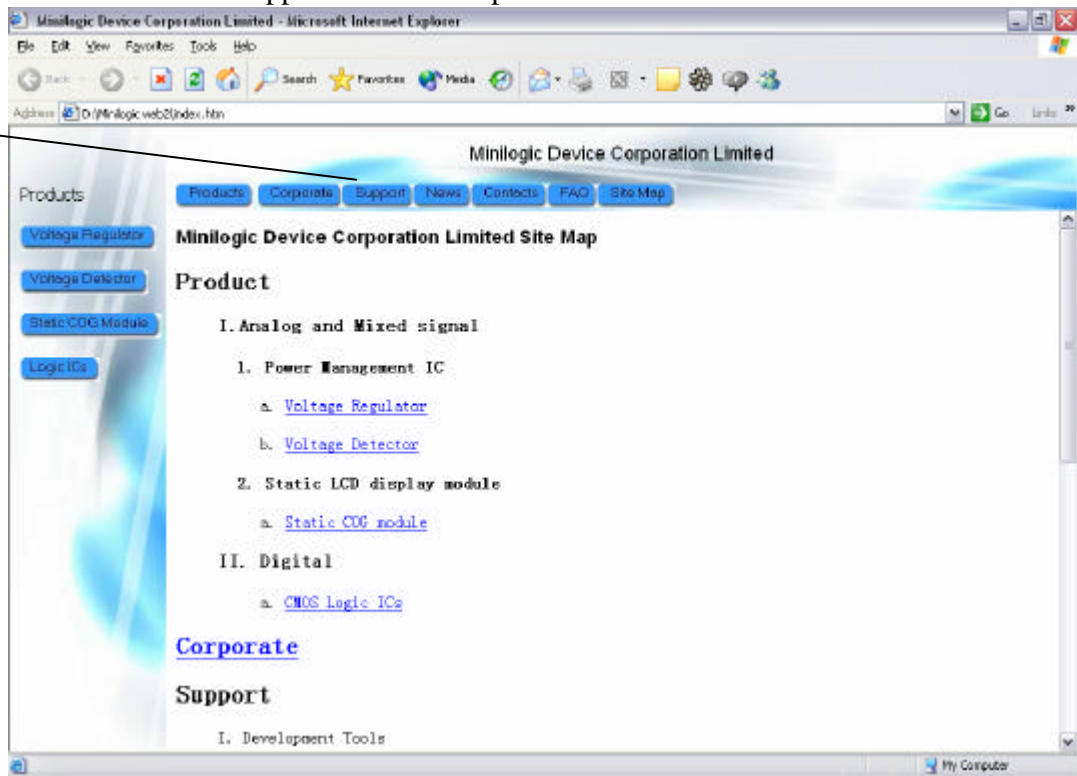 Minilogic Device Corporation Limited - Microsoft Internet Explorer
File Edit View Favorites Tools Help
Back Search Favorites Media
Address D:\Minilogic web2\index.htm Go Links »
Minilogic Device Corporation Limited
Products
Products Corporate Support News Contacts FAQ Site Map
Voltage Regulator
Voltage Detector
Static COG Module
Logic ICs
Minilogic Device Corporation Limited Site Map
Product
I. Analog and Mixed signal
1. Power Management IC
a. Voltage Regulator
b. Voltage Detector
2. Static LCD display module
a. Static COG module
II. Digital
a. CMOS Logic ICs
Corporate
Support
I. Development Tools
My Computer